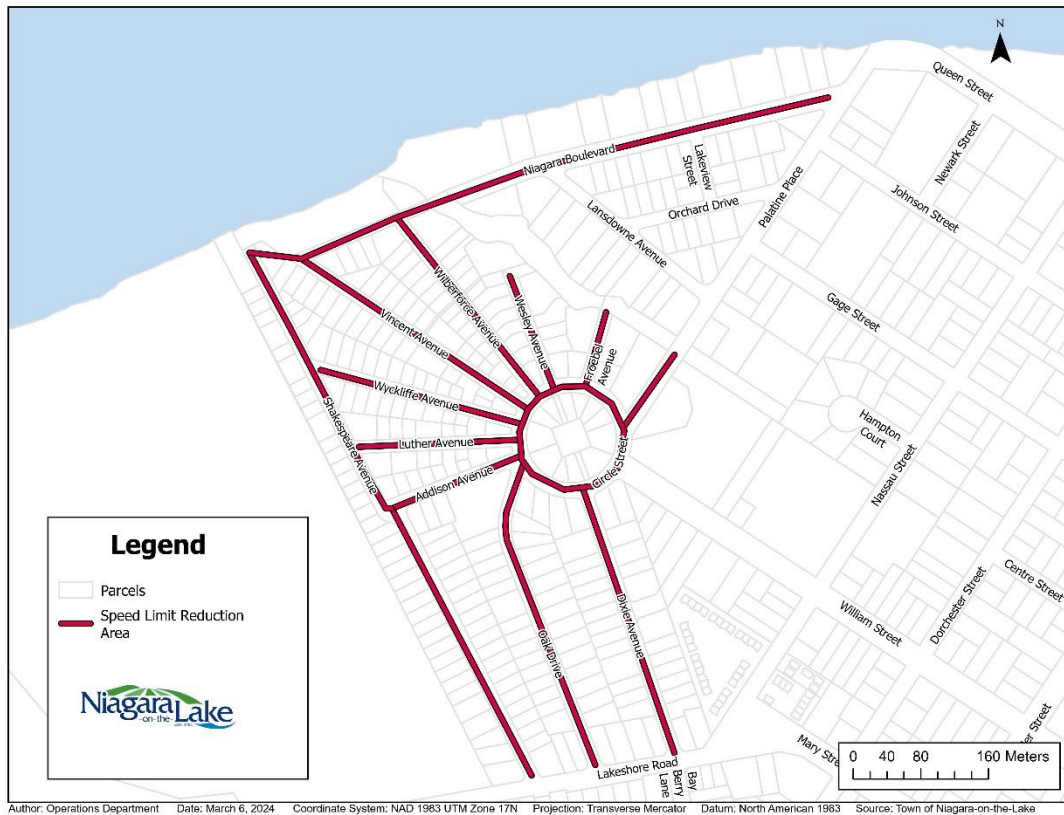 N
Queen Street
Newark Street
Niagara Boulevard
Lakeview
Street
Johnson Street
Palatine Place
Orchard Drive
Lansdowne Avenue
Wilberforce Avenue
Wesley Avenue
Vincent Avenue
Froebel
Avenue
Gage Street
Wyckliffe Avenue
Shakespeare Avenue
Luther Avenue
Addison Avenue
Circle Street
Hampton
Court
Nassau Street
Centre Street
Dorchester Street
William Street
Dixie Avenue
Oak Drive
Legend
Parcels
Speed Limit Reduction
Area
Niagara
-on-the-
Lake
Lakeshore Road
Bay
Berry
Lane
Mary Stre
ter Street
0 40 80 160 Meters
Author: Operations Department Date: March 6, 2024 Coordinate System: NAD 1983 UTM Zone 17N Projection: Transverse Mercator Datum: North American 1983 Source: Town of Niagara-on-the-Lake